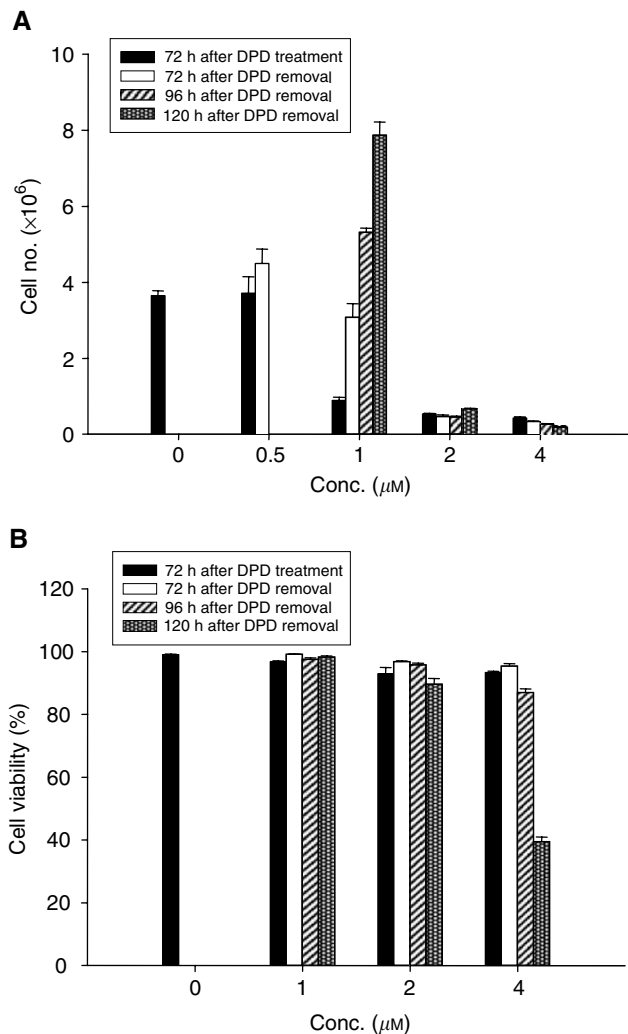 A
72 h after DPD treatment
72 h after DPD removal
96 h after DPD removal
120 h after DPD removal
10
8
6
4
2
0
Cell no. (×10⁶)
0 0.5 1 2 4
Conc. (μM)
B
72 h after DPD treatment
72 h after DPD removal
96 h after DPD removal
120 h after DPD removal
120
100
80
60
40
20
0
Cell viability (%)
0 1 2 4
Conc. (μM)